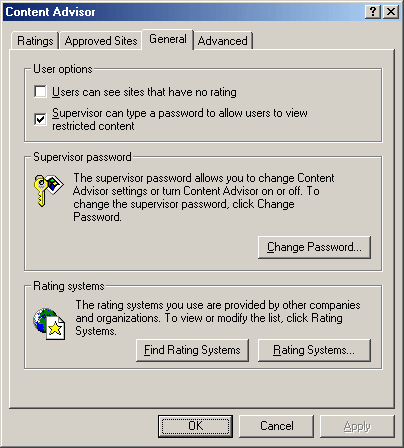 Content Advisor
Ratings Approved Sites General Advanced
User options
Users can see sites that have no rating
Supervisor can type a password to allow users to view
restricted content
Supervisor password
The supervisor password allows you to change Content
Advisor settings or turn Content Advisor on or off. To
change the supervisor password, click Change
Password.
Change Password...
Rating systems
The rating systems you use are provided by other companies
and organizations. To view or modify the list, click Rating
Systems.
Find Rating Systems Rating Systems...
OK Cancel Apply